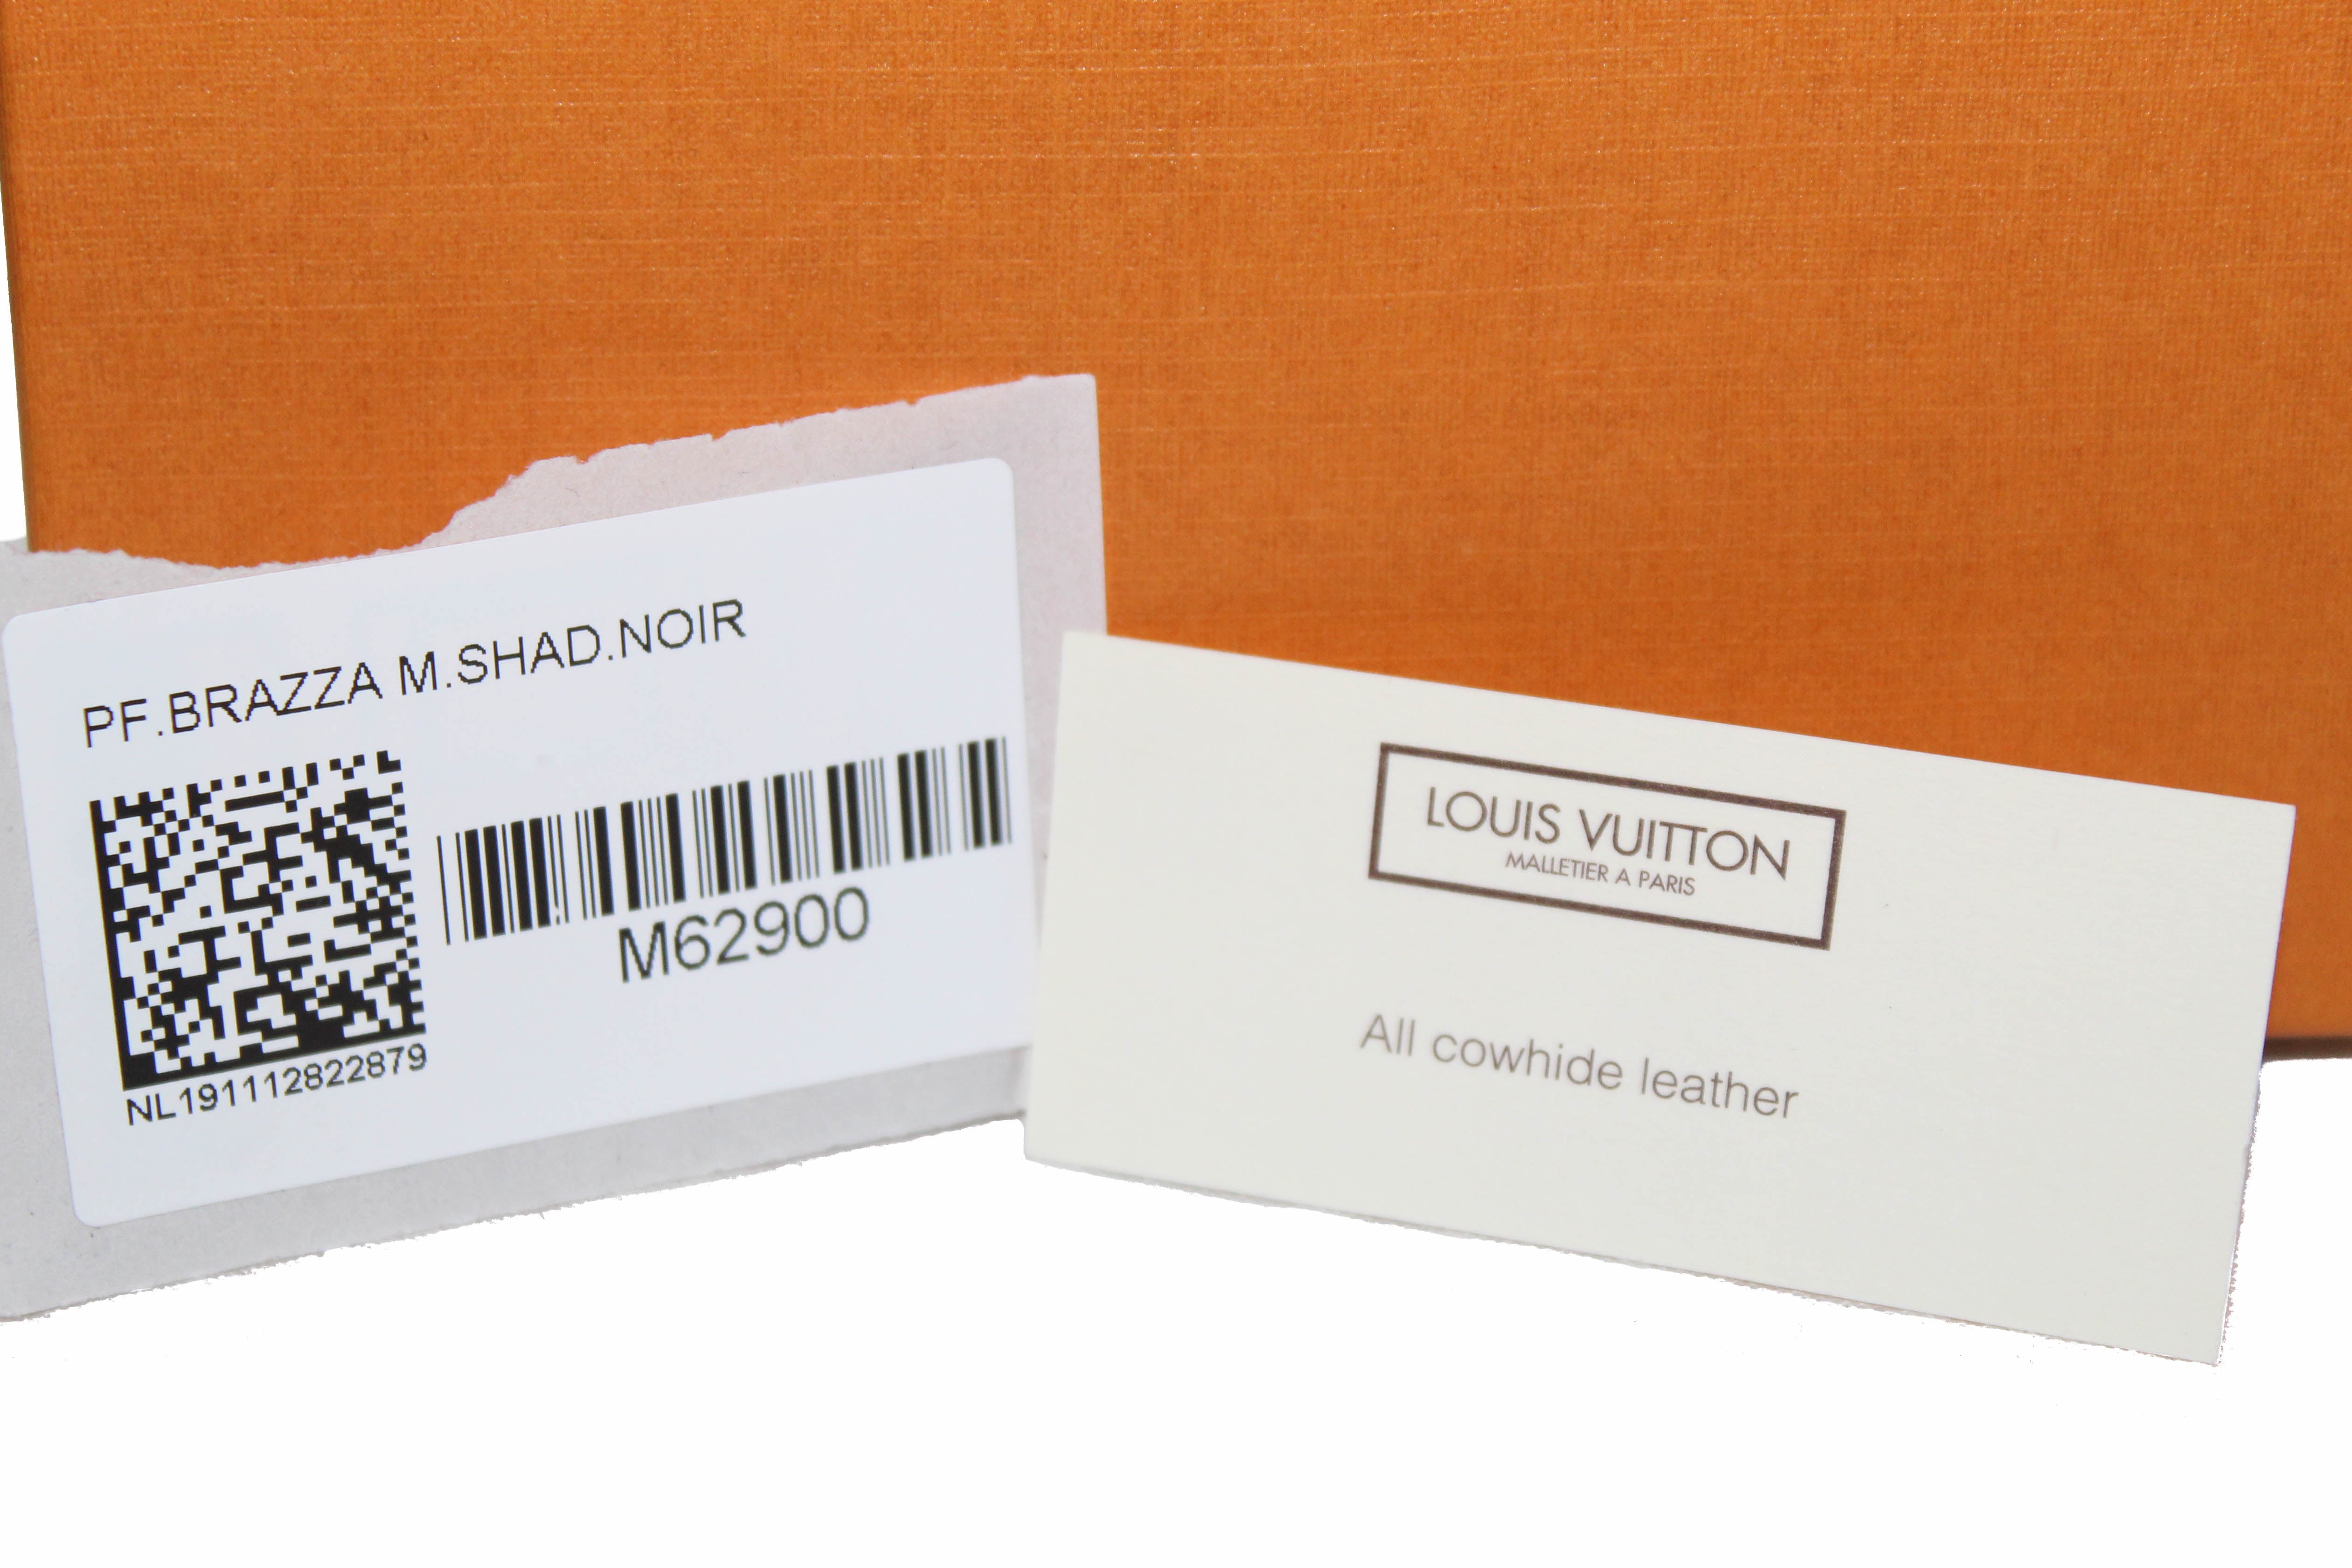 PF.BRAZZA M.SHAD.NOIR
M62900
NL191112822879
LOUIS VUITTON
MALLETIER A PARIS
All cowhide leather